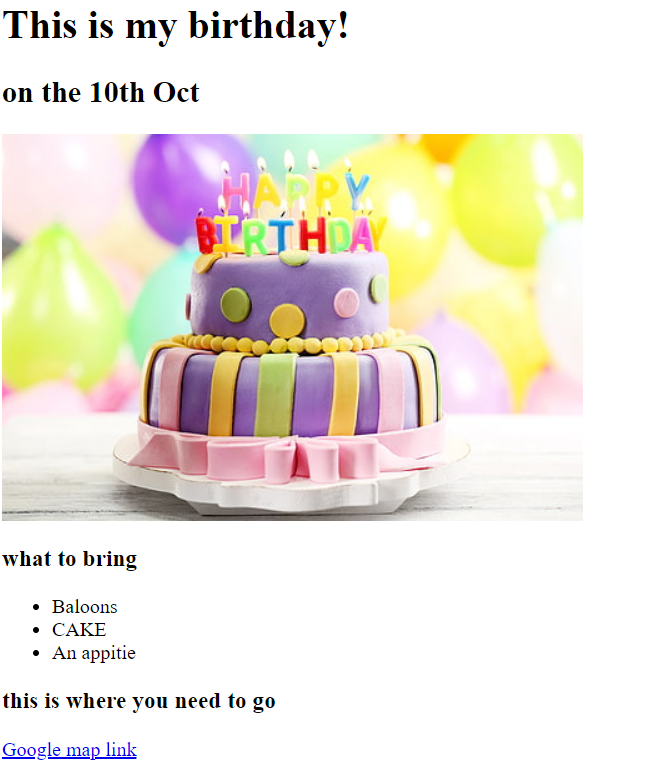 This is my birthday!
on the 10th Oct
HAPPY
BIRTHDAY
what to bring
Baloons
CAKE
An appitie
this is where you need to go
Google map link